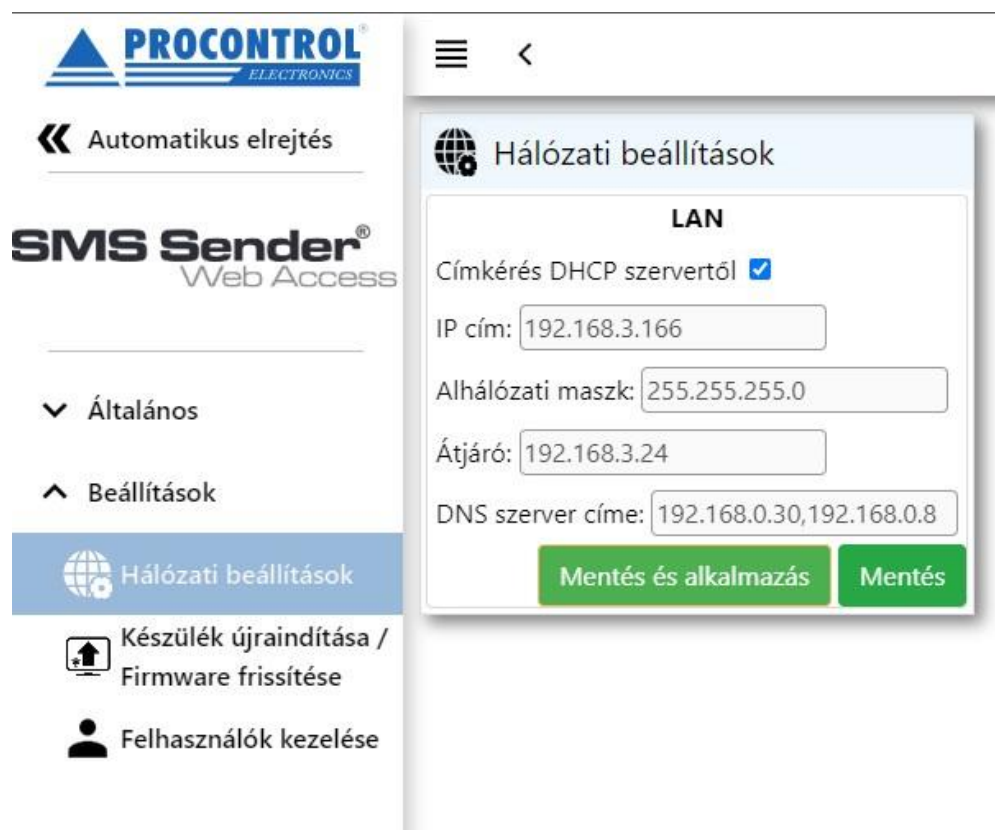 PROCONTROL®
ELECTRONICS
Automatikus elrejtés
SMS Sender®
Web Access
Általános
Beállítások
Hálózati beállítások
Készülék újraindítása /
Firmware frissítése
Felhasználók kezelése
Hálózati beállítások
LAN
Címkérés DHCP szervertől
IP cím: 192.168.3.166
Alhálózati maszk: 255.255.255.0
Átjáró: 192.168.3.24
DNS szerver címe: 192.168.0.30,192.168.0.8
Mentés és alkalmazás Mentés